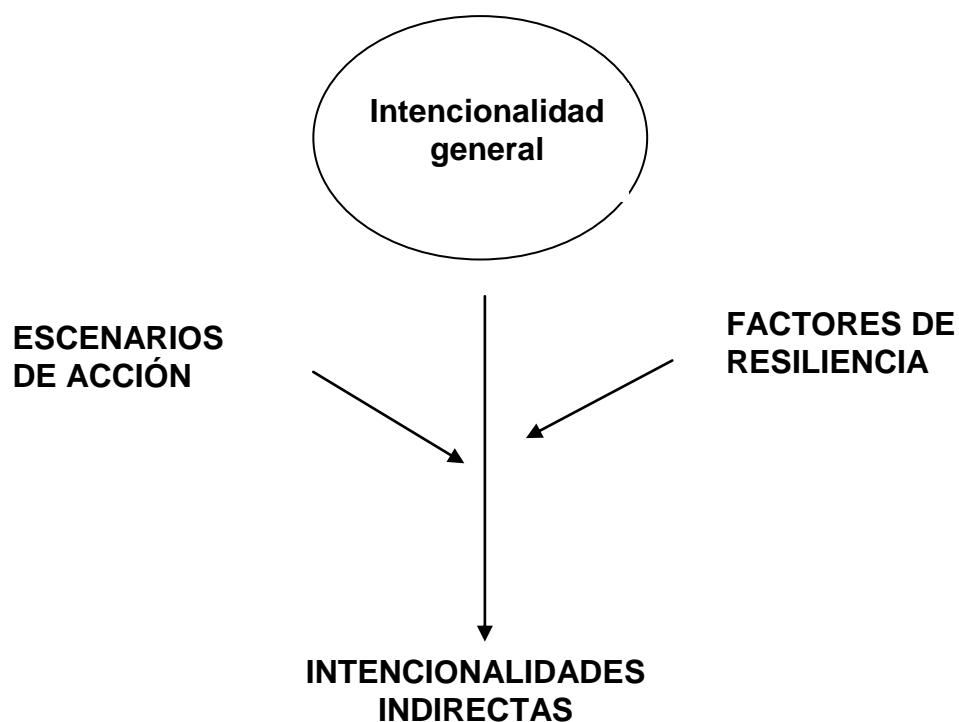 Intencionalidad
general
ESCENARIOS
DE ACCIÓN
FACTORES DE
RESILIENCIA
INTENCIONALIDADES
INDIRECTAS